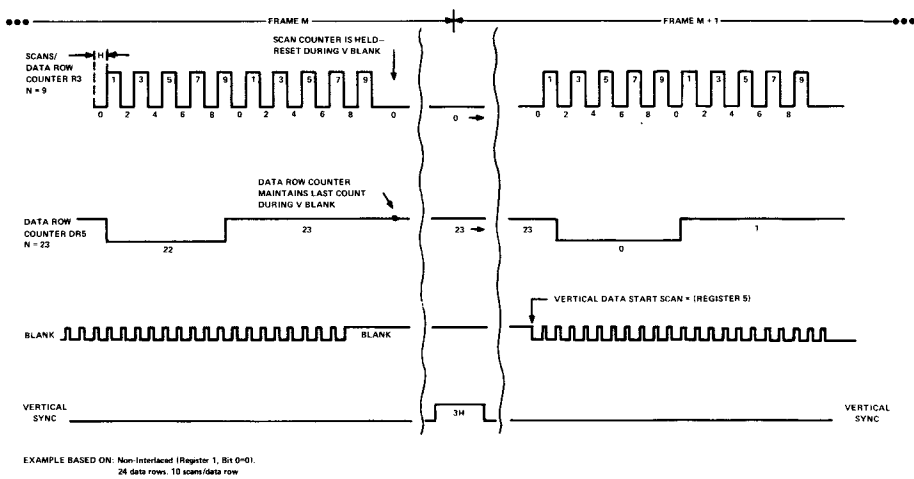 FRAME M
FRAME M + 1
SCAN COUNTER IS HELD–
RESET DURING V BLANK
SCANS/
DATA ROW
COUNTER R3
N = 9
H
1 3 5 7 9 1 3 5 7 9
0 2 4 6 8 0 2 4 6 8 0
0
1 3 5 7 9 1 3 5 7 9
0 2 4 6 8 0 2 4 6 8
DATA ROW COUNTER
MAINTAINS LAST COUNT
DURING V BLANK
DATA ROW
COUNTER DR5
N = 23
22
23
23
23
0
1
VERTICAL DATA START SCAN = (REGISTER 5)
BLANK
BLANK
VERTICAL
SYNC
3H
VERTICAL
SYNC
EXAMPLE BASED ON: Non-Interlaced (Register 1, Bit 0=0).
24 data rows. 10 scans/data row